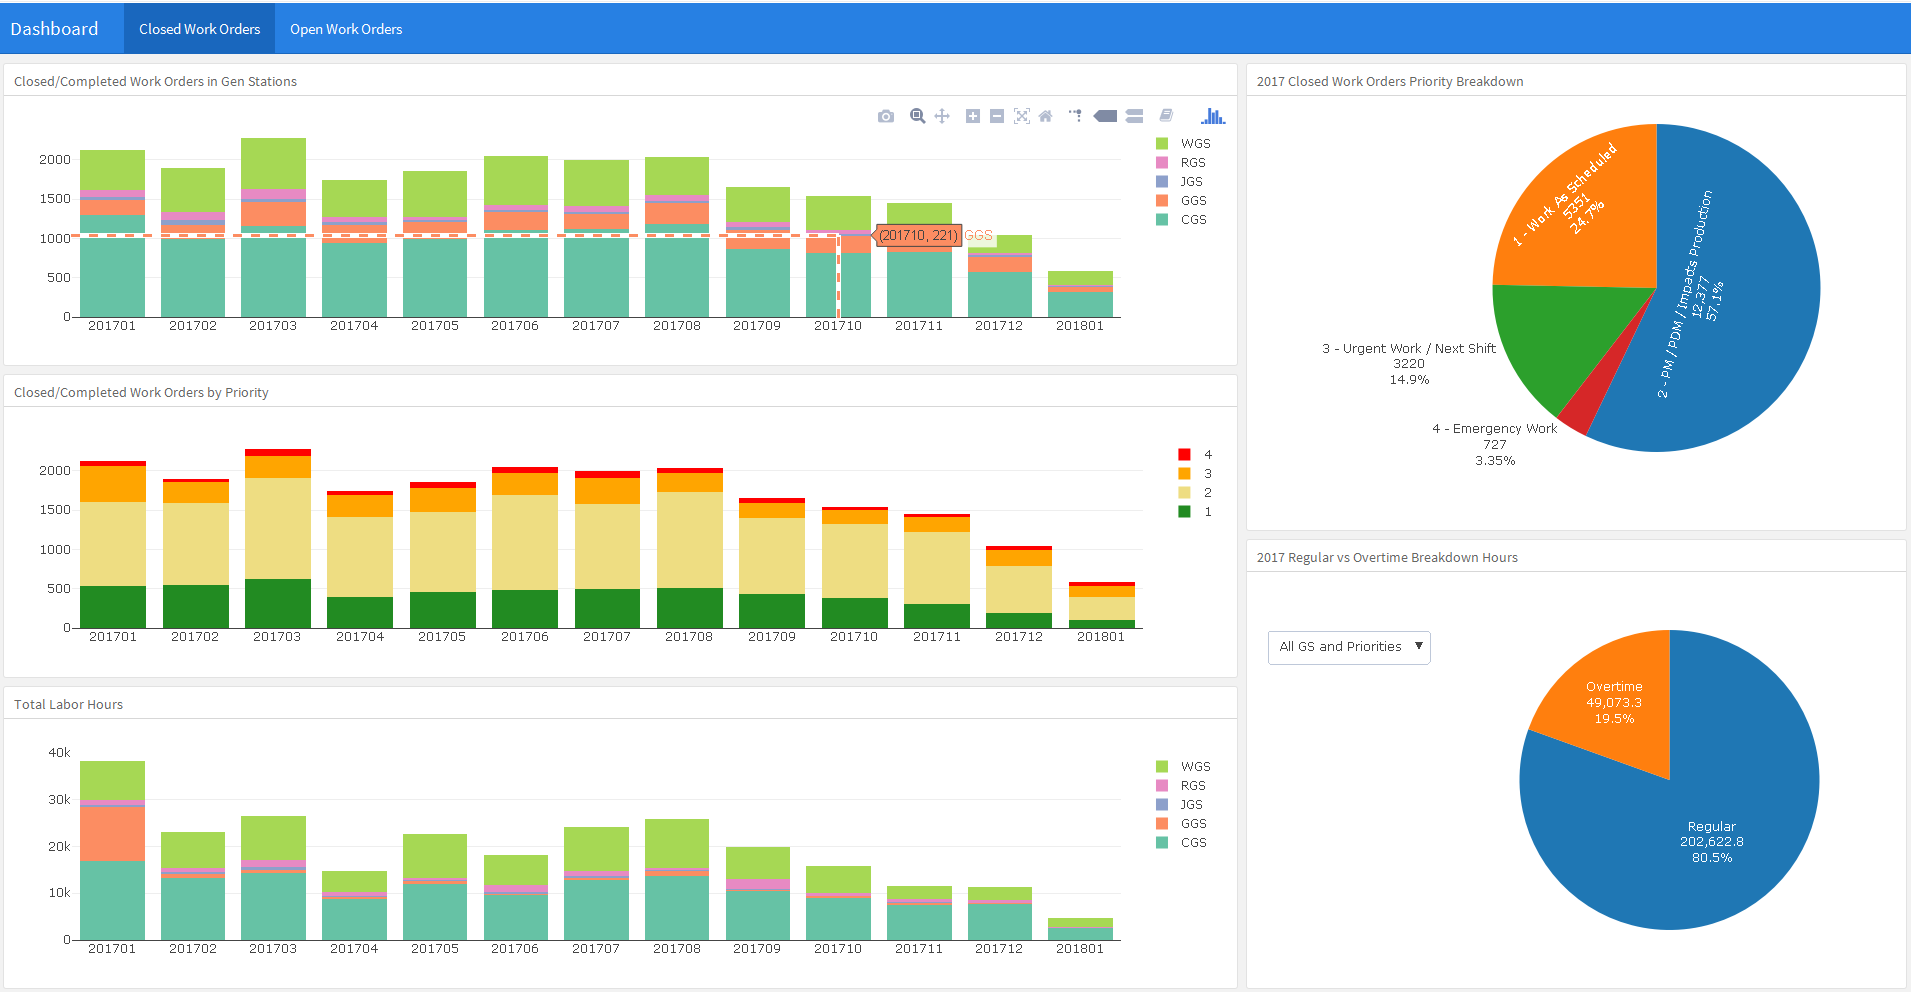 Dashboard
Closed Work Orders
Open Work Orders
Closed/Completed Work Orders in Gen Stations
2000
1500
1000
500
0
201701
201702
201703
201704
201705
201706
201707
201708
201709
201710
201711
201712
201801
(201710, 221)
GGS
WGS
RGS
JGS
GGS
CGS
Closed/Completed Work Orders by Priority
2000
1500
1000
500
0
201701
201702
201703
201704
201705
201706
201707
201708
201709
201710
201711
201712
201801
4
3
2
1
Total Labor Hours
40k
30k
20k
10k
0
201701
201702
201703
201704
201705
201706
201707
201708
201709
201710
201711
201712
201801
WGS
RGS
JGS
GGS
CGS
2017 Closed Work Orders Priority Breakdown
1 - Work As Scheduled
5351
24.7%
2 - PM / PDM / Impacts Production
12,377
57.1%
3 - Urgent Work / Next Shift
3220
14.9%
4 - Emergency Work
727
3.35%
2017 Regular vs Overtime Breakdown Hours
All GS and Priorities
Overtime
49,073.3
19.5%
Regular
202,622.8
80.5%